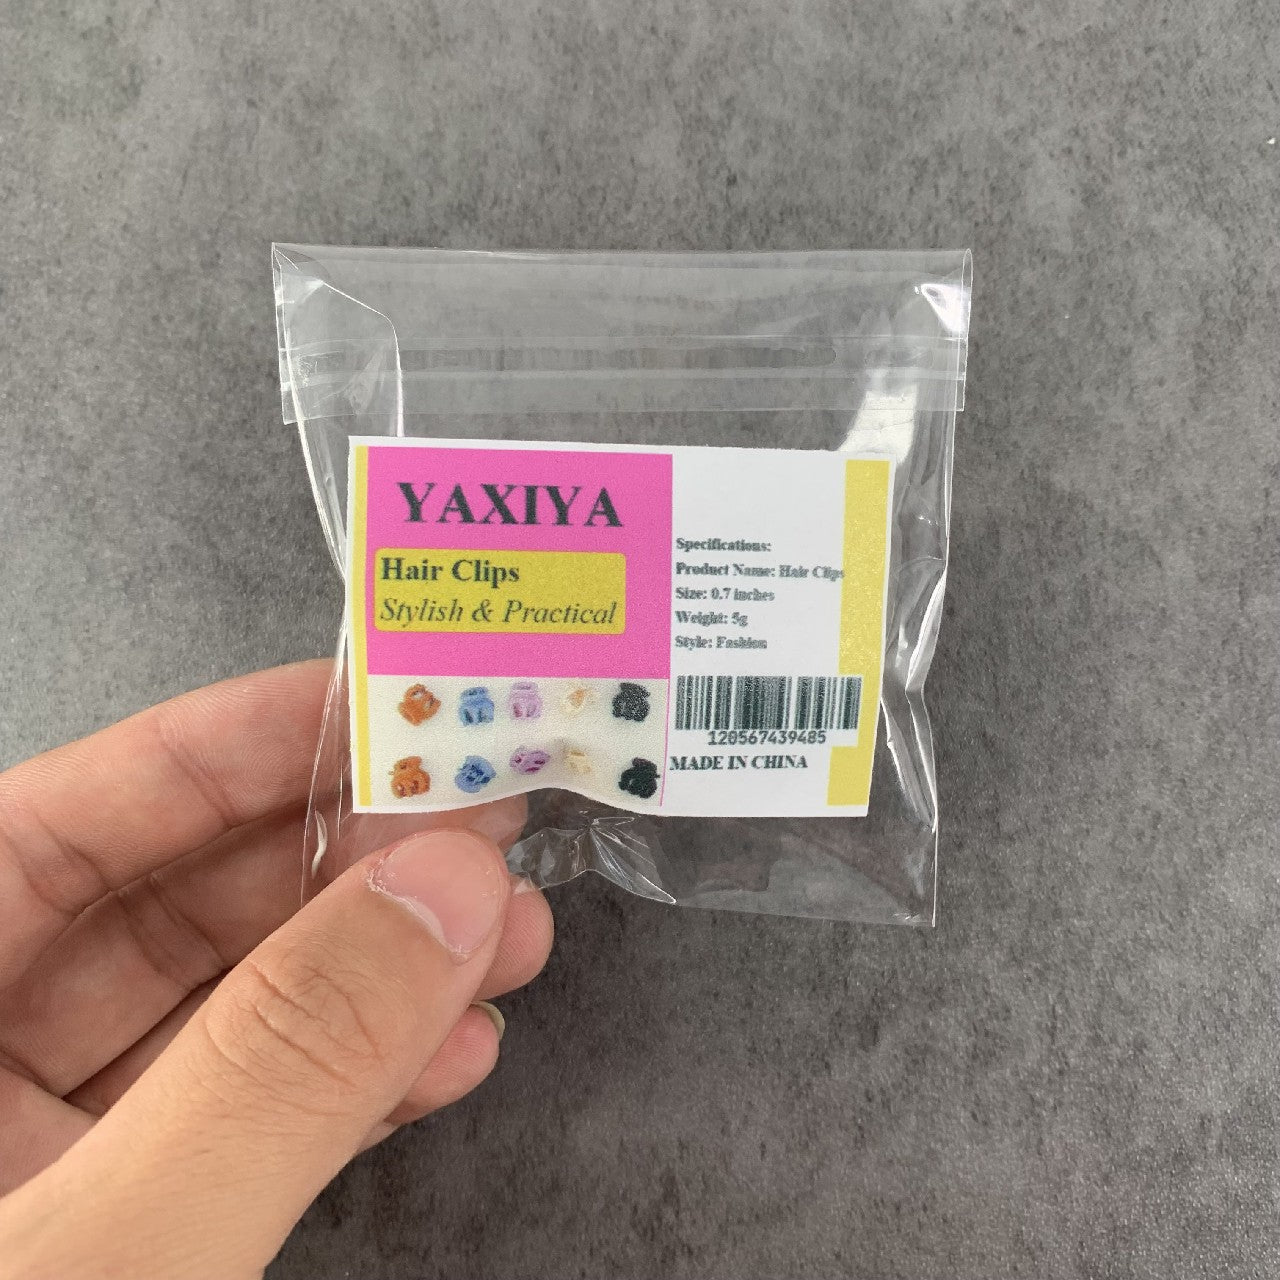 YAXIYA
Hair Clips
Stylish & Practical
Specifications:
Product Name: Hair Clips
Size: 0.7 inches
Weight: 5g
Style: Fashion
120567439485
MADE IN CHINA